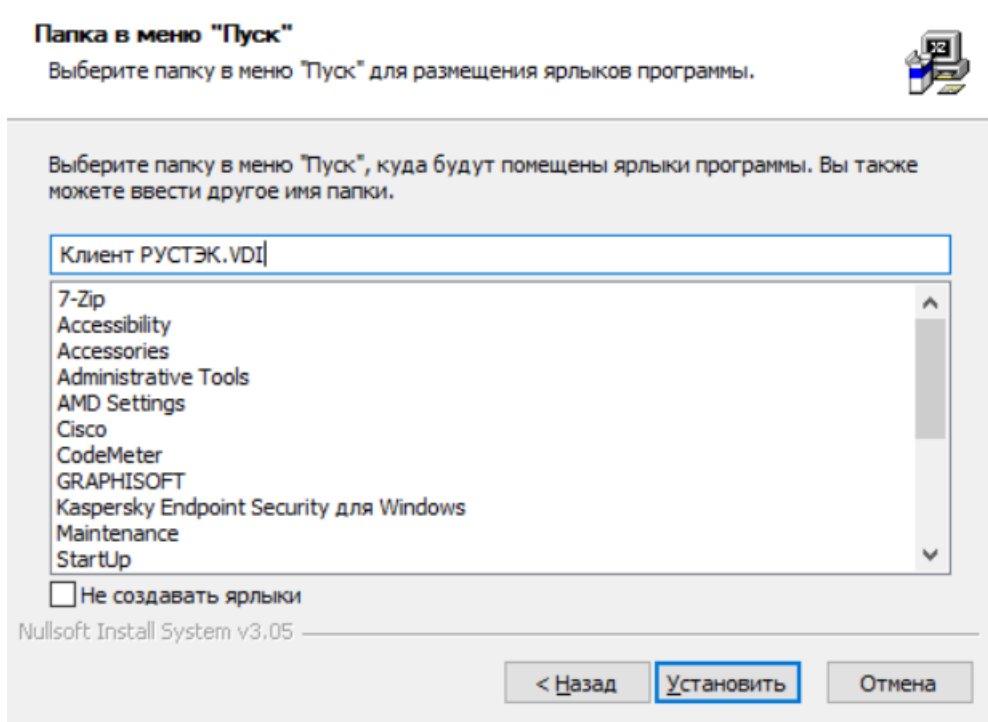 Папка в меню "Пуск"
Выберите папку в меню "Пуск" для размещения ярлыков программы.
Выберите папку в меню "Пуск", куда будут помещены ярлыки программы. Вы также
можете ввести другое имя папки.
Клиент РУСТЭК.VDI
7-Zip
Accessibility
Accessories
Administrative Tools
AMD Settings
Cisco
CodeMeter
GRAPHISOFT
Kaspersky Endpoint Security для Windows
Maintenance
StartUp
Не создавать ярлыки
Nullsoft Install System v3.05
< Назад Установить Отмена